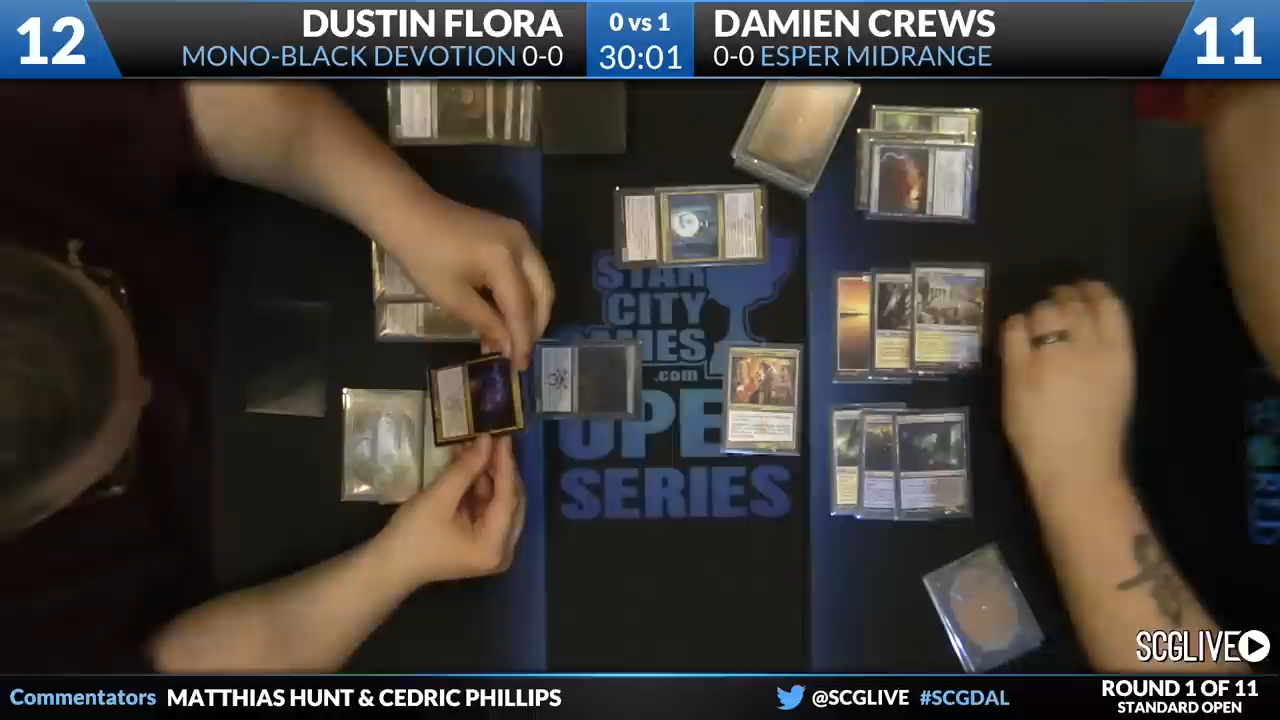 12
DUSTIN FLORA
MONO-BLACK DEVOTION 0-0
0 vs 1
30:01
DAMIEN CREWS
0-0 ESPER MIDRANGE
11
STAR
CITY
.com
SERIES
SCGLIVE
Commentators MATTHIAS HUNT & CEDRIC PHILLIPS
@SCGLIVE #SCGDAL
ROUND 1 OF 11
STANDARD OPEN